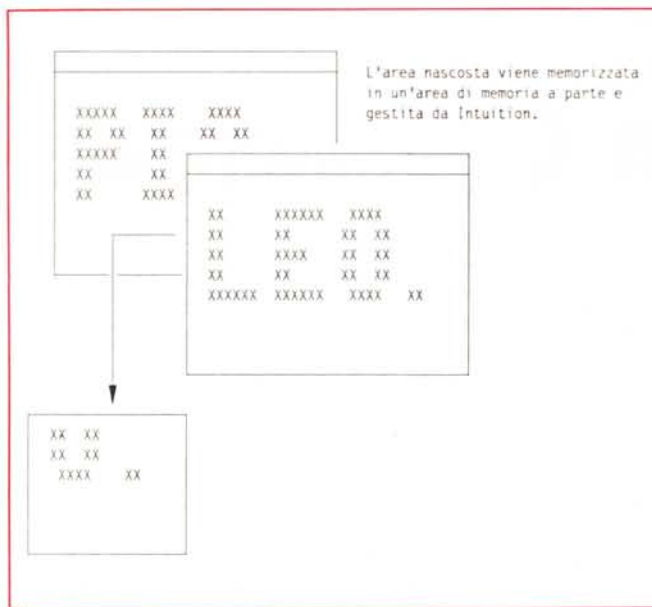 L'area nascosta viene memorizzata
in un'area di memoria a parte e
gestita da Intuition.
XXXXX XXXX XXXX
XX XX XX XX XX
XXXXX XX
XX XX
XX XXXX
XX XXXXXX XXXX
XX XX XX XX
XX XXXX XX XX
XX XX XX XX
XXXXXX XXXXXX XXXX XX
XX XX
XX XX
XXXX XX